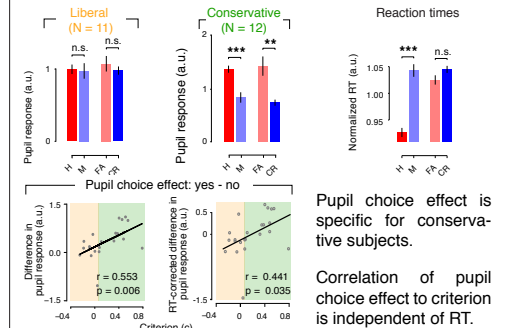 Liberal
(N = 11)
Conservative
(N = 12)
Reaction times
Pupil response (a.u.)
1
0
n.s.
n.s.
H
M
FA
CR
Pupil response (a.u.)
2
1
0
***
**
H
M
FA
CR
Normalized RT (a.u.)
1.05
0.95
***
n.s.
H
M
FA
CR
Pupil choice effect: yes - no
Difference in
pupil response (a.u.)
1.5
0.0
−1.5
r = 0.553
p = 0.006
−0.4
0
0.4
0.8
RT-corrected difference in
pupil response (a.u.)
0.5
0
−1.5
r = 0.441
p = 0.035
−0.4
0
0.4
0.8
Criterion (c)
Pupil choice effect is
specific for conserva-
tive subjects.
Correlation of pupil
choice effect to criterion
is independent of RT.